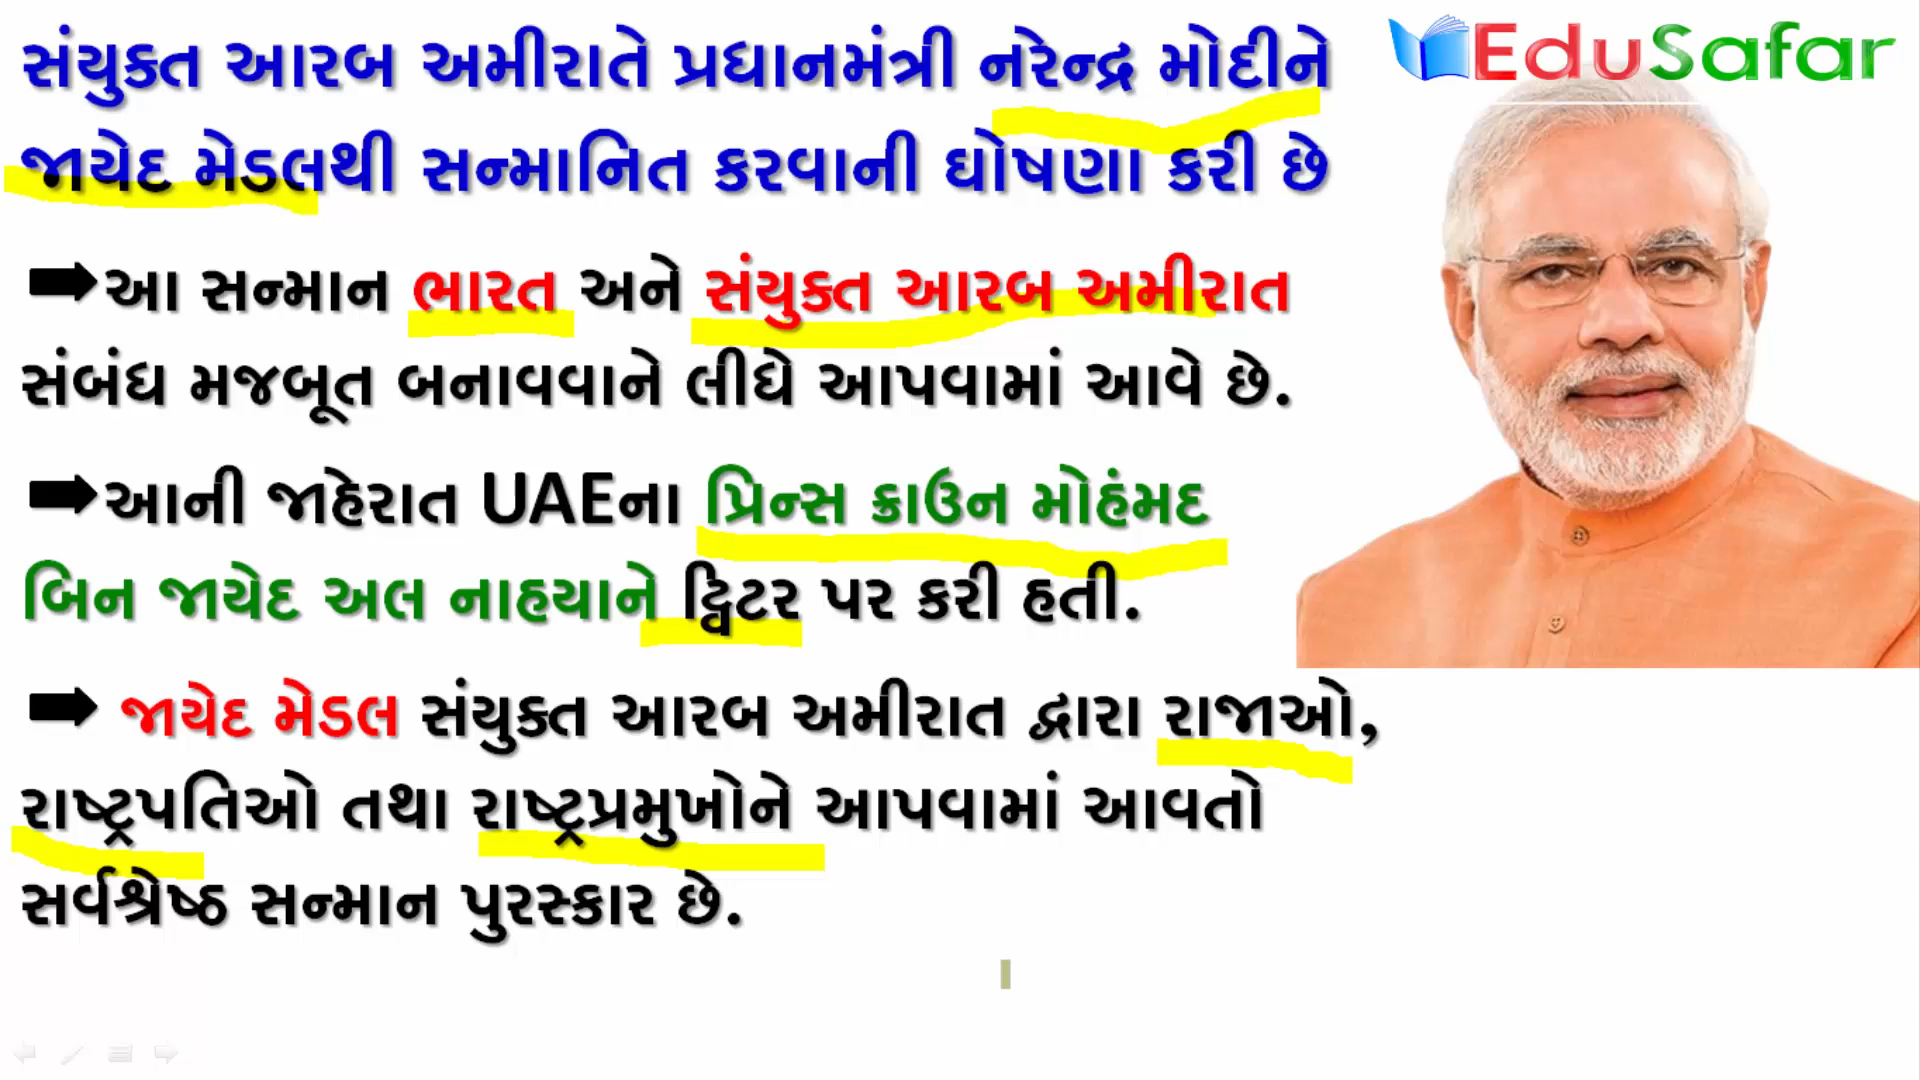 EduSafar
સંયુક્ત આરબ અમીરાતે પ્રધાનમંત્રી નરેન્દ્ર મોદીને
જાયેદ મેડલથી સન્માનિત કરવાની ઘોષણા કરી છે
➡આ સન્માન ભારત અને સંયુક્ત આરબ અમીરાત
સંબંધ મજબૂત બનાવવાને લીધે આપવામાં આવે છે.
➡આની જાહેરાત UAEના પ્રિન્સ ક્રાઉન મોહંમદ
બિન જાયેદ અલ નાહયાને ટ્વિટર પર કરી હતી.
➡ જાયેદ મેડલ સંયુક્ત આરબ અમીરાત દ્વારા રાજાઓ,
રાષ્ટ્રપતિઓ તથા રાષ્ટ્રપ્રમુખોને આપવામાં આવતો
સર્વશ્રેષ્ઠ સન્માન પુરસ્કાર છે.